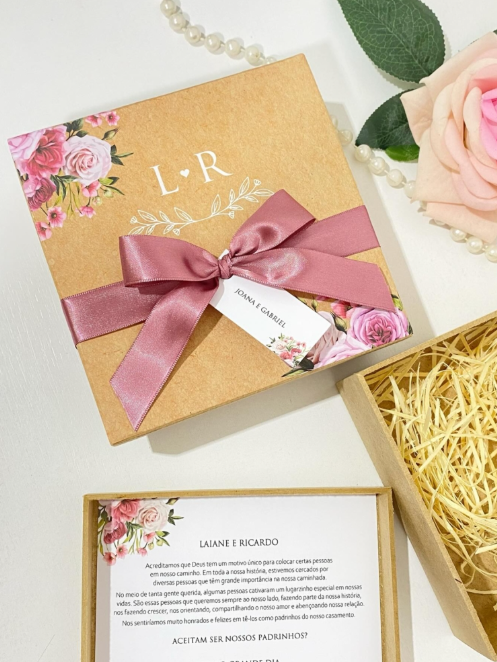 L ♥ R
JOANA E GABRIEL
LAIANE E RICARDO
Acreditamos que Deus tem um motivo único para colocar certas pessoas
em nosso caminho. Em toda a nossa história, estivemos cercados por
diversas pessoas que têm grande importância na nossa caminhada.
No meio de tanta gente querida, algumas pessoas cativaram um lugarzinho especial em nossas
vidas. São essas pessoas que queremos sempre ao nosso lado, fazendo parte da nossa história,
nos fazendo crescer, nos orientando, compartilhando o nosso amor e abençoando nossa relação.
Nos sentiríamos muito honrados e felizes em tê-los como padrinhos do nosso casamento.
ACEITAM SER NOSSOS PADRINHOS?
GRANDE DIA